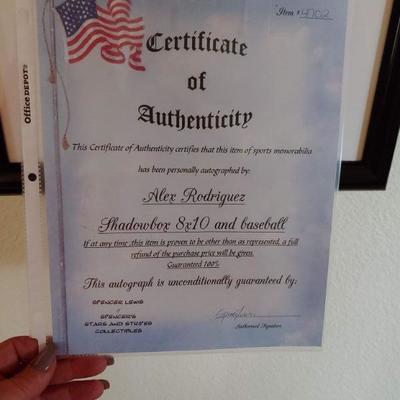 Item # 4702
Certificate
of
Authenticity
This Certificate of Authenticity certifies that this item of sports memorabilia
has been personally autographed by:
Alex Rodriguez
Shadowbox 8x10 and baseball
If at any time ,this item is proven to be other than as represented, a full
refund of the purchase price will be given.
Guaranteed 100%
This autograph is unconditionally guaranteed by:
SPENCER LEWIS
SPENCER'S
STARS AND STRIPES
COLLECTIBLES
Authorized Signature
Office DEPOT